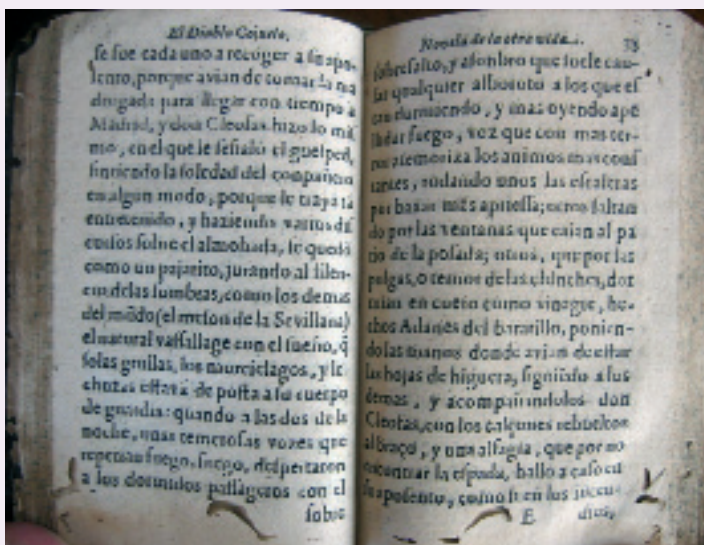 El Diablo Cojuelo.
se fue cada uno a recoger a su apo-
sento, porque avian de tomar la ma
drugada para llegar con tiempo à
Madrid, y don Cleofas hizo lo mis
mo, en el que le señalò el guesped,
sintiendo la soledad del compañero
en algun modo, porque le traya tã
entretenido, y haziendo varios dis
cursos sobre el almohada, se quedò
como un pajarito, jurando al silen-
cio de las sombras, como los demas
del mõdo (el meson de la Sevillana)
el natural vassallage con el sueño, q̃
solas grullas, los murcielagos, y le
chuzas estavã de posta a su cuerpo
de guardia: quando a las dos de la
noche, unas temerosas vozes que
repetian fuego, fuego, despertaron
a los dormidos passageros con el
sobre
Novela de la otra vida.
sobresalto, y assombro que suele cau-
sar qualquier alboroto a los que es
tan durmiendo, y mas oyendo ape
llidar fuego, voz que con mas ter-
ror atemoriza los animos mas cons
tantes, rodando unos las escaleras
por baxar mas apriessa; otros saltan
do por las ventanas que caian al pa
tio de la posada; otros, que por las
pulgas, o temor de las chinches, dor
mian en cueros como vinagre, he-
chos Adanes del baratillo, ponien-
do las manos donde avian de estar
las hojas de higuera, siguiendo a los
demas, y acompañandolos don
Cleofas, con los calçones rebueltos
al braço, y una alfagia, que por no
encontrar la espada, hallò acaso en
su aposento, como si en los incen-
E
dios,